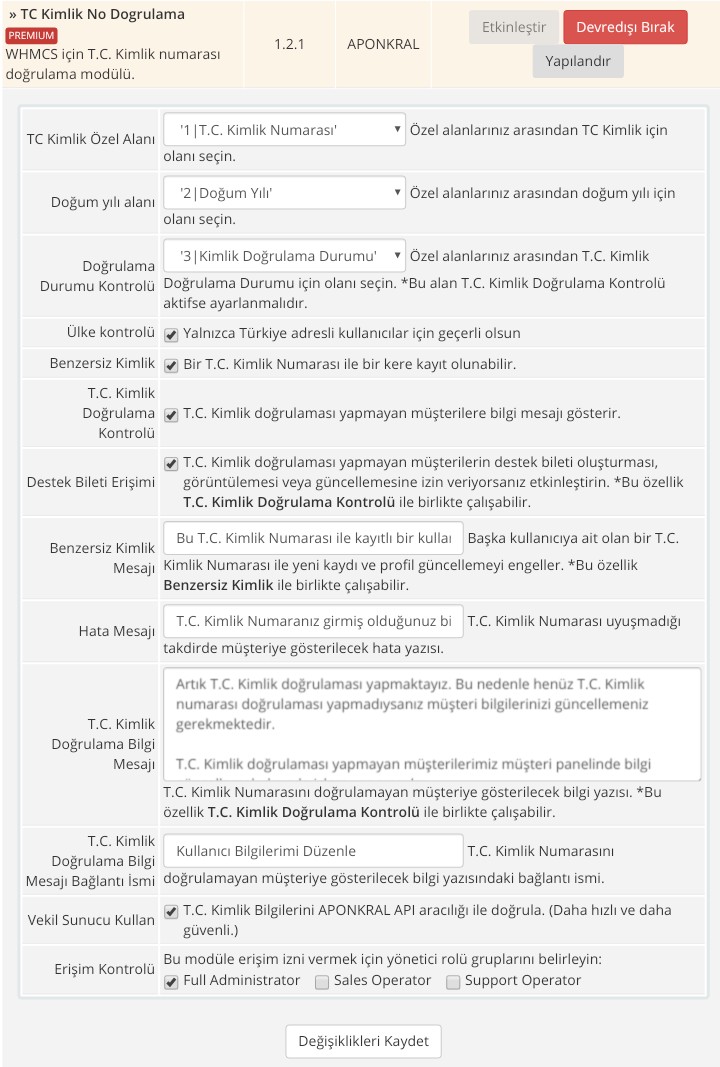 » TC Kimlik No Dogrulama
PREMIUM
WHMCS için T.C. Kimlik numarası
doğrulama modülü.
1.2.1
APONKRAL
Etkinleştir
Devredışı Bırak
Yapılandır
TC Kimlik Özel Alanı
'1|T.C. Kimlik Numarası'
Özel alanlarınız arasından TC Kimlik için
olanı seçin.
Doğum yılı alanı
'2|Doğum Yılı'
Özel alanlarınız arasından doğum yılı için
olanı seçin.
Doğrulama
Durumu Kontrolü
'3|Kimlik Doğrulama Durumu'
Özel alanlarınız arasından T.C. Kimlik
Doğrulama Durumu için olanı seçin. *Bu alan T.C. Kimlik Doğrulama Kontrolü
aktifse ayarlanmalıdır.
Ülke kontrolü
Yalnızca Türkiye adresli kullanıcılar için geçerli olsun
Benzersiz Kimlik
Bir T.C. Kimlik Numarası ile bir kere kayıt olunabilir.
T.C. Kimlik
Doğrulama
Kontrolü
T.C. Kimlik doğrulaması yapmayan müşterilere bilgi mesajı gösterir.
Destek Bileti Erişimi
T.C. Kimlik doğrulaması yapmayan müşterilerin destek bileti oluşturması,
görüntülemesi veya güncellemesine izin veriyorsanız etkinleştirin. *Bu özellik
T.C. Kimlik Doğrulama Kontrolü ile birlikte çalışabilir.
Benzersiz Kimlik
Mesajı
Bu T.C. Kimlik Numarası ile kayıtlı bir kullaı
Başka kullanıcıya ait olan bir T.C.
Kimlik Numarası ile yeni kaydı ve profil güncellemeyi engeller. *Bu özellik
Benzersiz Kimlik ile birlikte çalışabilir.
Hata Mesajı
T.C. Kimlik Numaranız girmiş olduğunuz bi
T.C. Kimlik Numarası uyuşmadığı
takdirde müşteriye gösterilecek hata yazısı.
T.C. Kimlik
Doğrulama Bilgi
Mesajı
Artık T.C. Kimlik doğrulaması yapmaktayız. Bu nedenle henüz T.C. Kimlik
numarası doğrulaması yapmadıysanız müşteri bilgilerinizi güncellemeniz
gerekmektedir.
T.C. Kimlik doğrulaması yapmayan müşterilerimiz müşteri panelinde bilgi
T.C. Kimlik Numarasını doğrulamayan müşteriye gösterilecek bilgi yazısı. *Bu
özellik T.C. Kimlik Doğrulama Kontrolü ile birlikte çalışabilir.
T.C. Kimlik
Doğrulama Bilgi
Mesajı Bağlantı İsmi
Kullanıcı Bilgilerimi Düzenle
T.C. Kimlik Numarasını
doğrulamayan müşteriye gösterilecek bilgi yazısındaki bağlantı ismi.
Vekil Sunucu Kullan
T.C. Kimlik Bilgilerini APONKRAL API aracılığı ile doğrula. (Daha hızlı ve daha
güvenli.)
Erişim Kontrolü
Bu modüle erişim izni vermek için yönetici rolü gruplarını belirleyin:
Full Administrator
Sales Operator
Support Operator
Değişiklikleri Kaydet